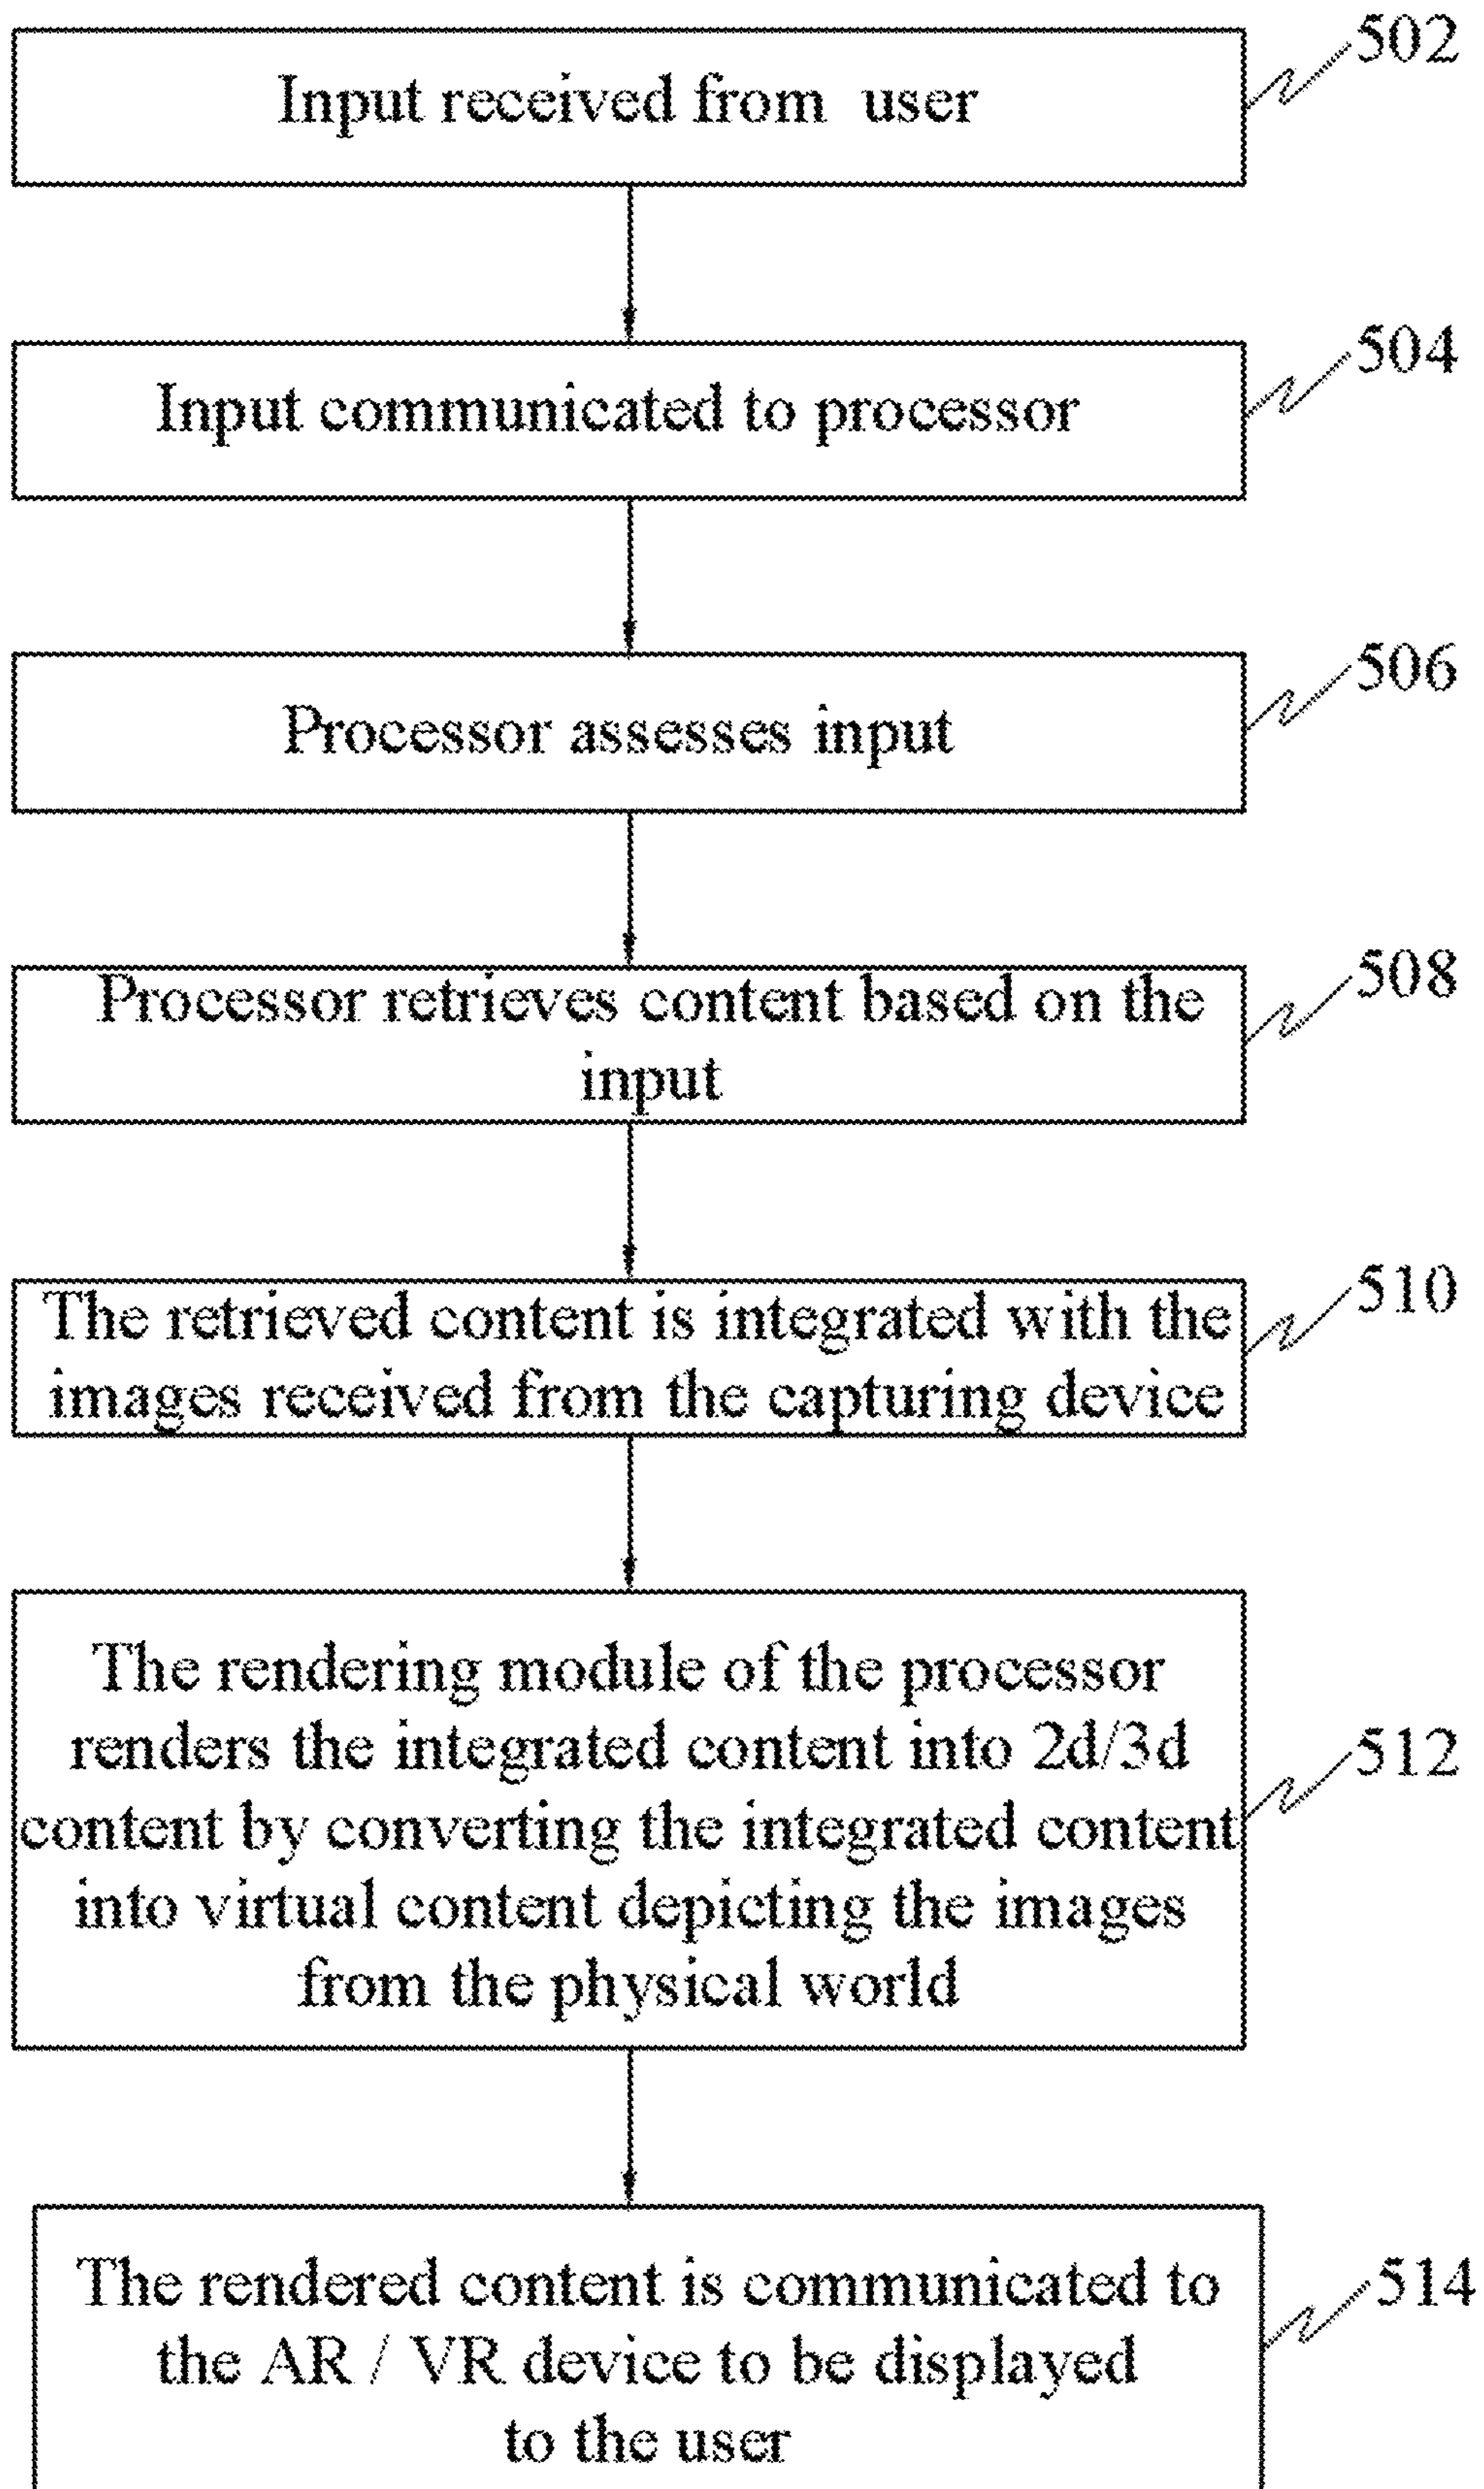 Input received from user
502
Input communicated to processor
504
Processor assesses input
506
Processor retrieves content based on the
input
508
The retrieved content is integrated with the
images received from the capturing device
510
The rendering module of the processor
renders the integrated content into 2d/3d
content by converting the integrated content
into virtual content depicting the images
from the physical world
512
The rendered content is communicated to
the AR / VR device to be displayed
to the user
514